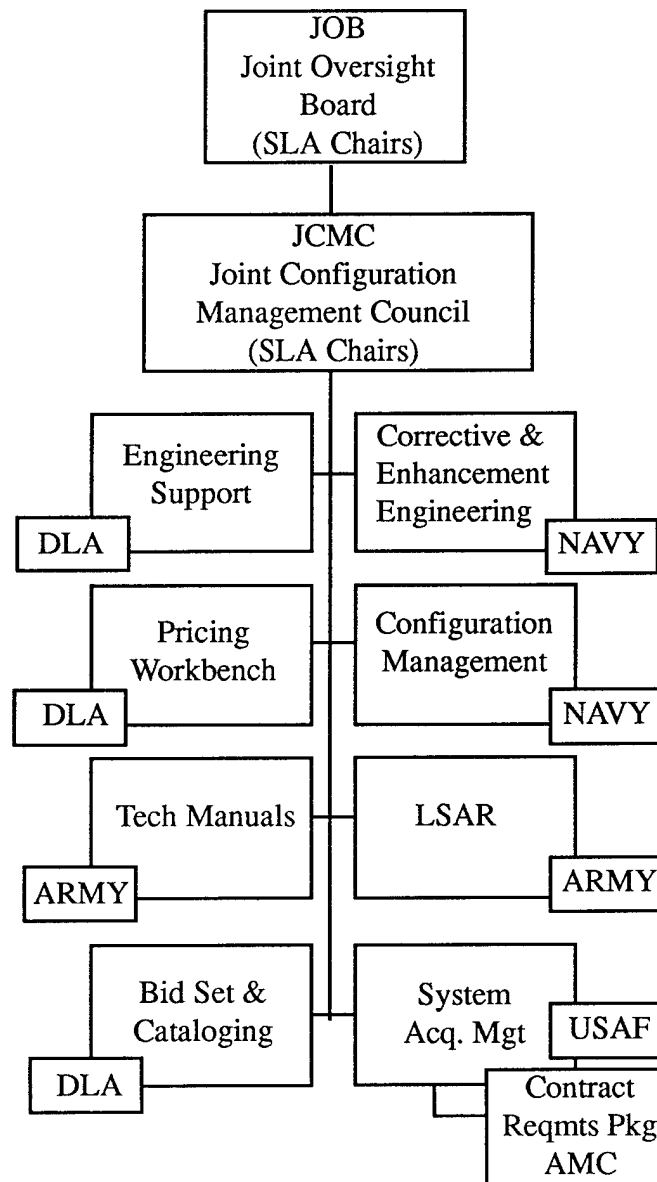 JOB
Joint Oversight
Board
(SLA Chairs)
JCMC
Joint Configuration
Management Council
(SLA Chairs)
Engineering
Support
DLA
Corrective &
Enhancement
Engineering
NAVY
Pricing
Workbench
DLA
Configuration
Management
NAVY
Tech Manuals
ARMY
LSAR
ARMY
Bid Set &
Cataloging
DLA
System
Acq. Mgt
USAF
Contract
Reqmts Pkg
AMC